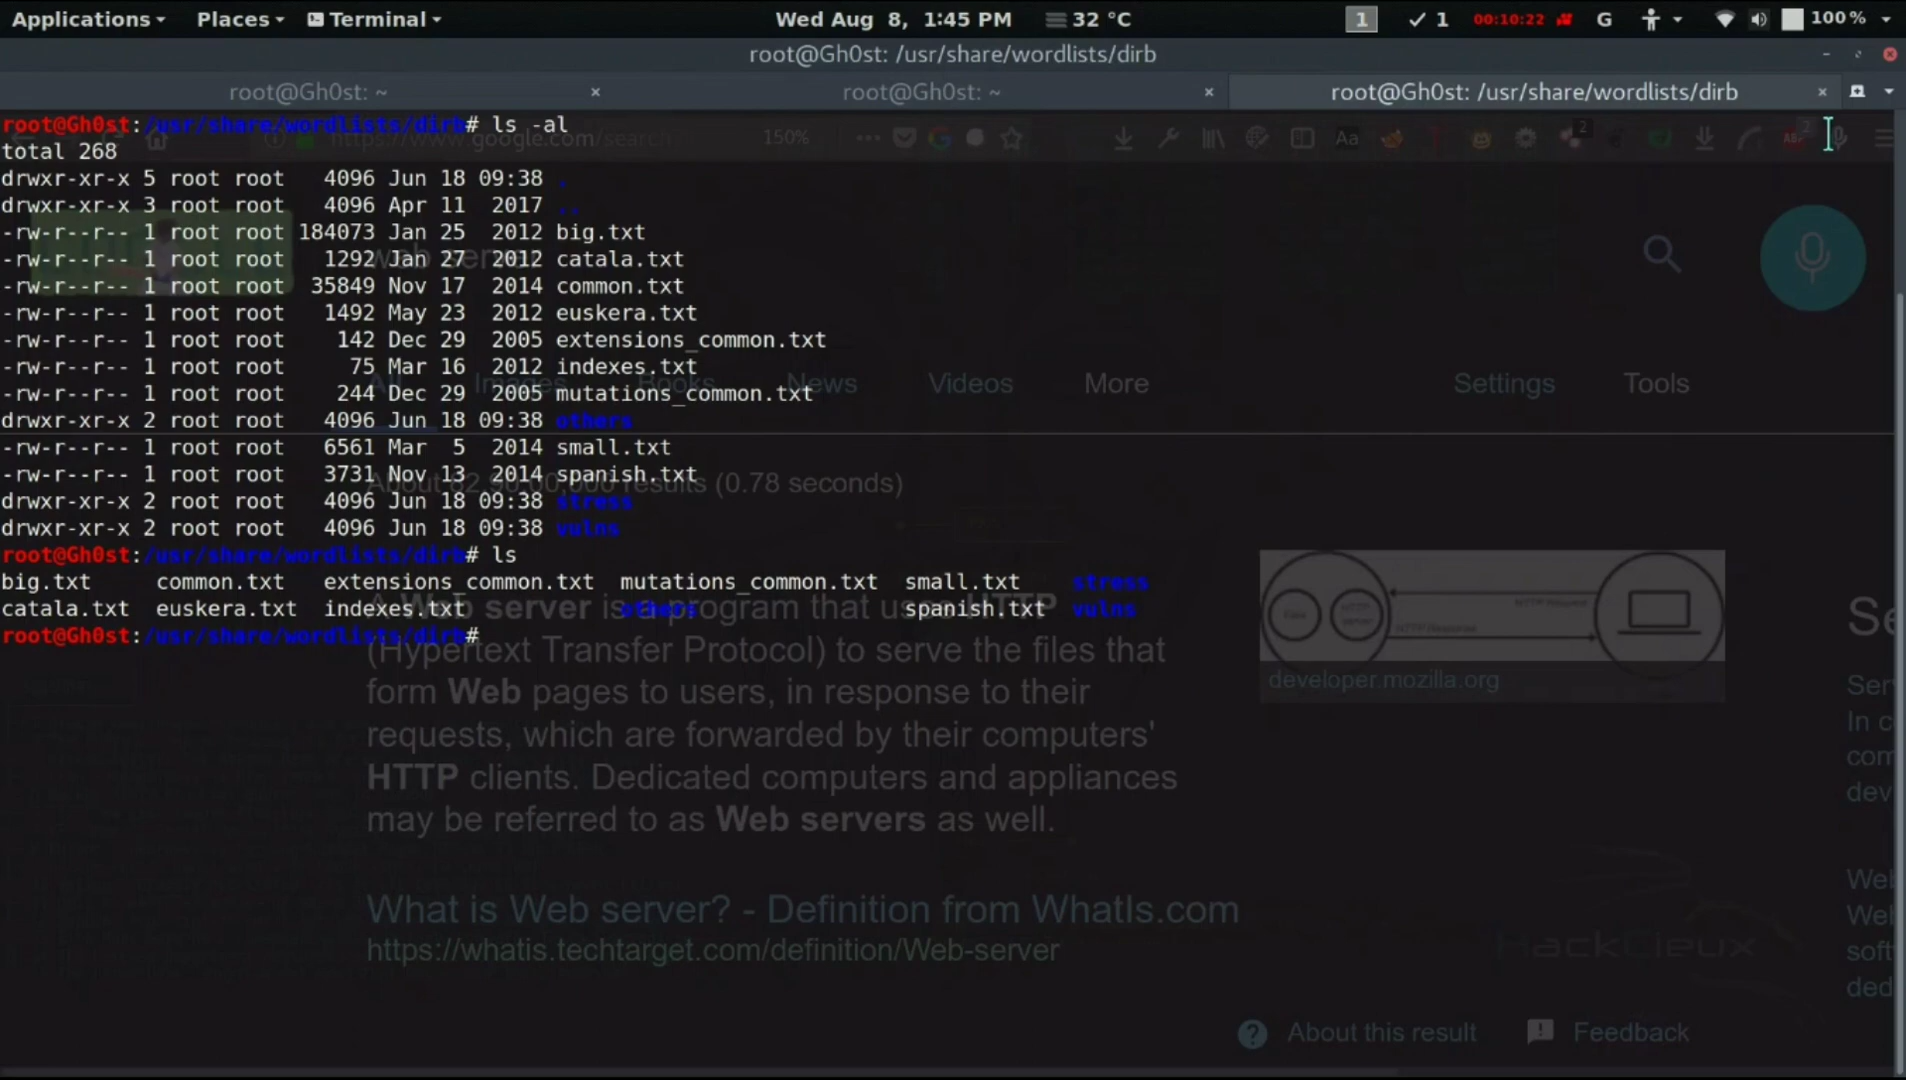 Applications Places Terminal Wed Aug 8, 1:45 PM 32 °C 1 1 00:10:22 G 100%
root@Gh0st: /usr/share/wordlists/dirb
root@Gh0st: ~ × root@Gh0st: ~ × root@Gh0st: /usr/share/wordlists/dirb ×
root@Gh0st:/usr/share/wordlists/dirb# ls -al
https://www.google.com/search 150% Aa 2 2
total 268
drwxr-xr-x 5 root root 4096 Jun 18 09:38 .
drwxr-xr-x 3 root root 4096 Apr 11 2017 ..
-rw-r--r-- 1 root root 184073 Jan 25 2012 big.txt
web server
-rw-r--r-- 1 root root 1292 Jan 27 2012 catala.txt
-rw-r--r-- 1 root root 35849 Nov 17 2014 common.txt
-rw-r--r-- 1 root root 1492 May 23 2012 euskera.txt
-rw-r--r-- 1 root root 142 Dec 29 2005 extensions_common.txt
-rw-r--r-- 1 root root 75 Mar 16 2012 indexes.txt
All Images Books News Videos More Settings Tools
-rw-r--r-- 1 root root 244 Dec 29 2005 mutations_common.txt
drwxr-xr-x 2 root root 4096 Jun 18 09:38 others
-rw-r--r-- 1 root root 6561 Mar 5 2014 small.txt
-rw-r--r-- 1 root root 3731 Nov 13 2014 spanish.txt
About results (0.78 seconds)
drwxr-xr-x 2 root root 4096 Jun 18 09:38 stress
drwxr-xr-x 2 root root 4096 Jun 18 09:38 vulns
root@Gh0st:/usr/share/wordlists/dirb# ls
big.txt common.txt extensions_common.txt mutations_common.txt small.txt stress
catala.txt euskera.txt indexes.txt others spanish.txt vulns
root@Gh0st:/usr/share/wordlists/dirb#
A Web server is a program that uses HTTP
(Hypertext Transfer Protocol) to serve the files that
form Web pages to users, in response to their
requests, which are forwarded by their computers'
HTTP clients. Dedicated computers and appliances
may be referred to as Web servers as well.
HTTP Request
HTTP Response
developer.mozilla.org
What is Web server? - Definition from WhatIs.com
https://whatis.techtarget.com/definition/Web-server
HackCieux
About this result Feedback